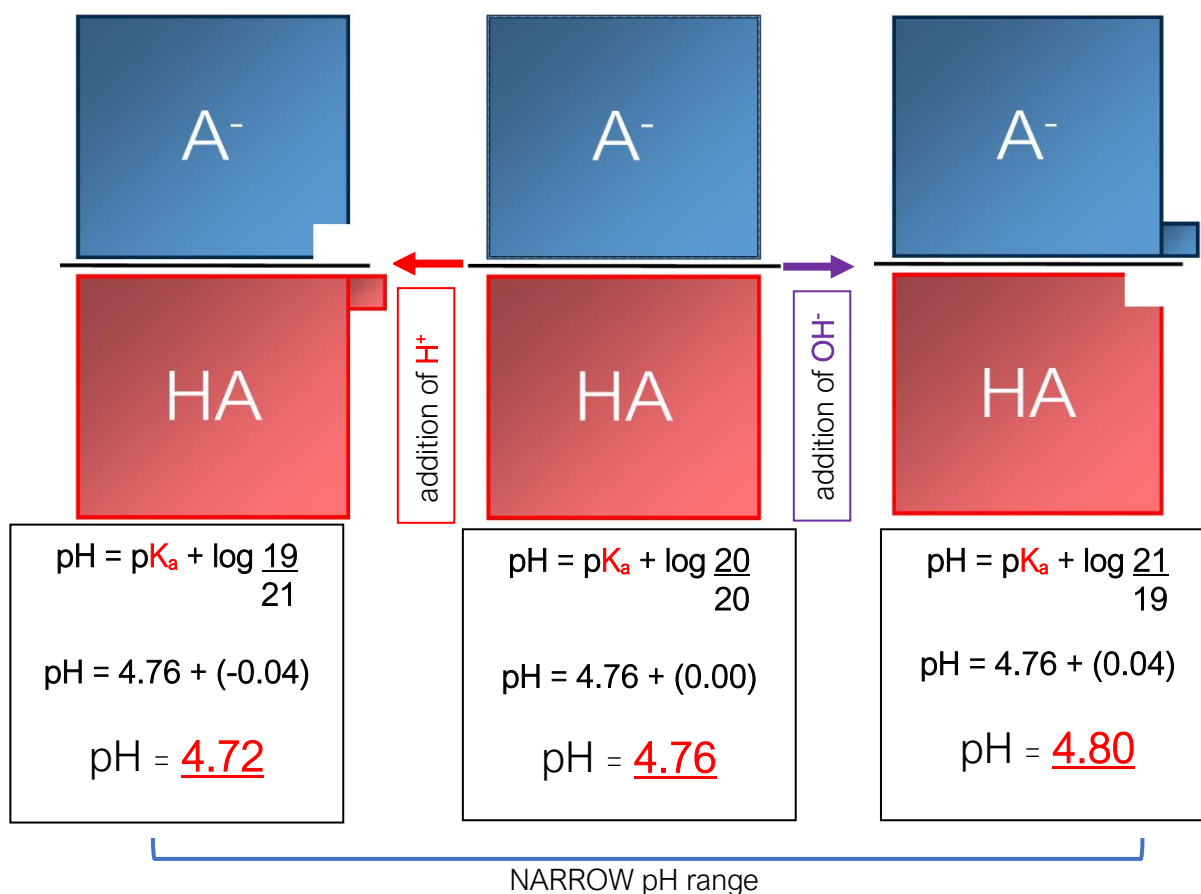 A⁻
A⁻
A⁻
addition of H⁺
addition of OH⁻
HA
HA
HA
pH = pKₐ + log 19
21
pH = 4.76 + (-0.04)
pH = 4.72
pH = pKₐ + log 20
20
pH = 4.76 + (0.00)
pH = 4.76
pH = pKₐ + log 21
19
pH = 4.76 + (0.04)
pH = 4.80
NARROW pH range